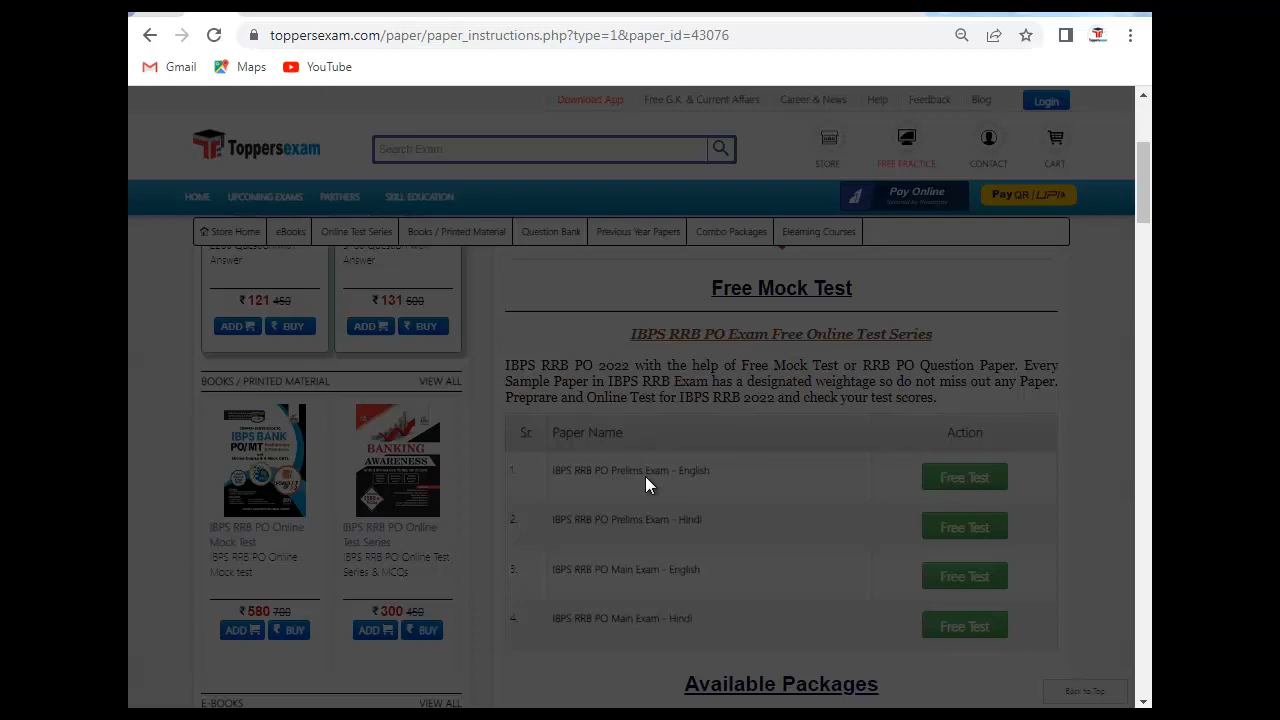 toppersexam.com/paper/paper_instructions.php?type=1&paper_id=43076
Gmail Maps YouTube
Download App Free G.K. & Current Affairs Career & News Help Feedback Blog Login
Toppersexam
Search Exam
STORE FREE PRACTICE CONTACT CART
HOME UPCOMING EXAMS PARTNERS SKILL EDUCATION
Pay Online
Pay QR / UPI
Store Home eBooks Online Test Series Books / Printed Material Question Bank Previous Year Papers Combo Packages Elearning Courses
Answer Answer
₹ 121 450 ₹ 131 500
ADD ₹ BUY ADD ₹ BUY
BOOKS / PRINTED MATERIAL VIEW ALL
IBPS BANK
PO/MT
BANKING
AWARENESS
IBPS RRB PO Online
Mock Test
IBPS RRB PO Online
Mock test
IBPS RRB PO Online
Test Series
IBPS RRB PO Online Test
Series & MCQs
₹ 580 700 ₹ 300 450
ADD ₹ BUY ADD ₹ BUY
E-BOOKS VIEW ALL
Free Mock Test
IBPS RRB PO Exam Free Online Test Series
IBPS RRB PO 2022 with the help of Free Mock Test or RRB PO Question Paper. Every
Sample Paper in IBPS RRB Exam has a designated weightage so do not miss out any Paper.
Preprare and Online Test for IBPS RRB 2022 and check your test scores.
Sr. Paper Name Action
1. IBPS RRB PO Prelims Exam - English Free Test
2. IBPS RRB PO Prelims Exam - Hindi Free Test
3. IBPS RRB PO Main Exam - English Free Test
4. IBPS RRB PO Main Exam - Hindi Free Test
Available Packages
Back to Top